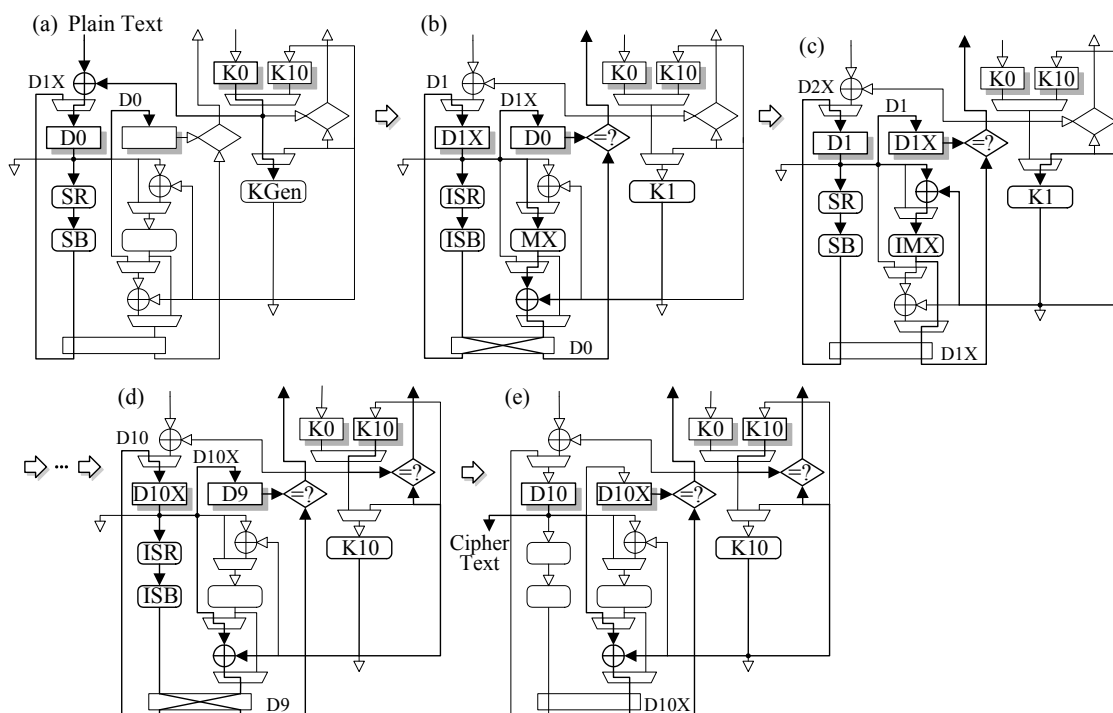 (a) Plain Text
D1X
D0
K0
K10
D0
SR
SB
KGen
(b)
D1
D1X
K0
K10
D1X
D0
=?
ISR
ISB
MX
K1
D0
(c)
D2X
D1
K0
K10
D1
D1X
=?
SR
SB
IMX
K1
D1X
...
(d)
D10
D10X
K0
K10
D10X
D9
=?
=?
ISR
ISB
K10
D9
(e)
K0
K10
D10
D10X
=?
=?
Cipher
Text
K10
D10X